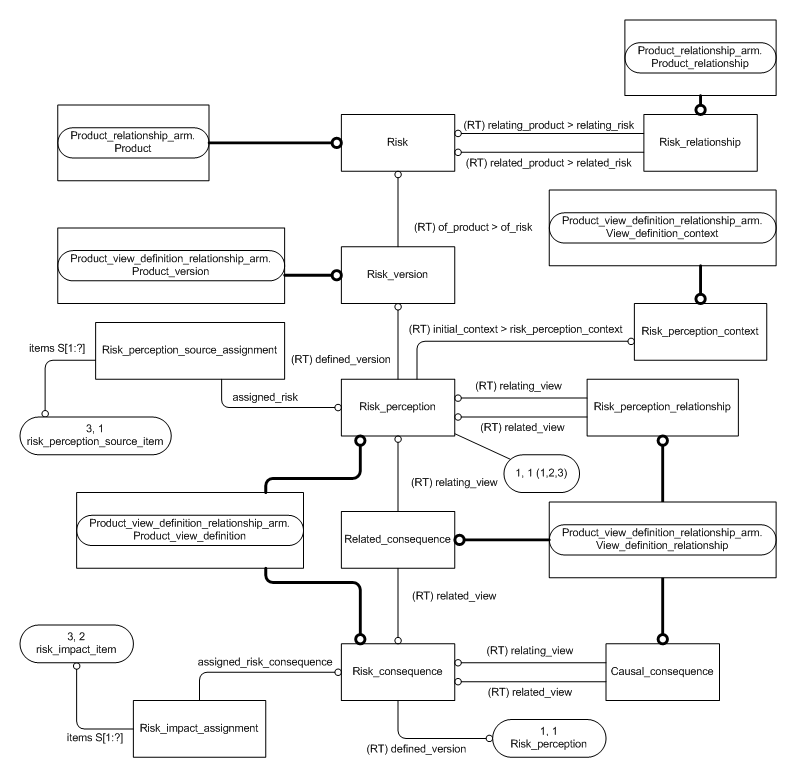 Product_relationship_arm.
Product_relationship
Product_relationship_arm.
Product
Risk
(RT) relating_product > relating_risk
(RT) related_product > related_risk
Risk_relationship
(RT) of_product > of_risk
Product_view_definition_relationship_arm.
View_definition_context
Product_view_definition_relationship_arm.
Product_version
Risk_version
Risk_perception_context
(RT) initial_context > risk_perception_context
items S[1:?]
Risk_perception_source_assignment
(RT) defined_version
assigned_risk
Risk_perception
(RT) relating_view
(RT) related_view
Risk_perception_relationship
3, 1
risk_perception_source_item
1, 1 (1,2,3)
(RT) relating_view
Product_view_definition_relationship_arm.
Product_view_definition
Related_consequence
Product_view_definition_relationship_arm.
View_definition_relationship
(RT) related_view
3, 2
risk_impact_item
assigned_risk_consequence
Risk_consequence
(RT) relating_view
(RT) related_view
Causal_consequence
items S[1:?]
Risk_impact_assignment
(RT) defined_version
1, 1
Risk_perception